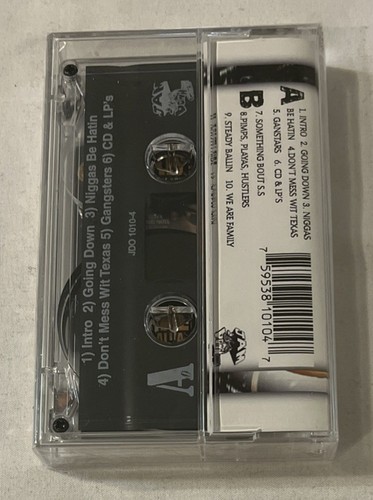 1) Intro 2) Going Down 3) Niggas Be Hatin
4) Don't Mess Wit Texas 5) Gangsters 6) CD & LP's
JDO 1010-4
A
A
1. INTRO 2. GOING DOWN 3. NIGGAS
BE HATIN 4.DON'T MESS WIT TEXAS
5. GANSTARS 6. CD & LP'S
B
7. SOMETHING BOUT S.S
8.PIMPS, PLAYAS, HUSTLERS
9. STEADY BALLIN 10. WE ARE FAMILY
7 59538 10104 7